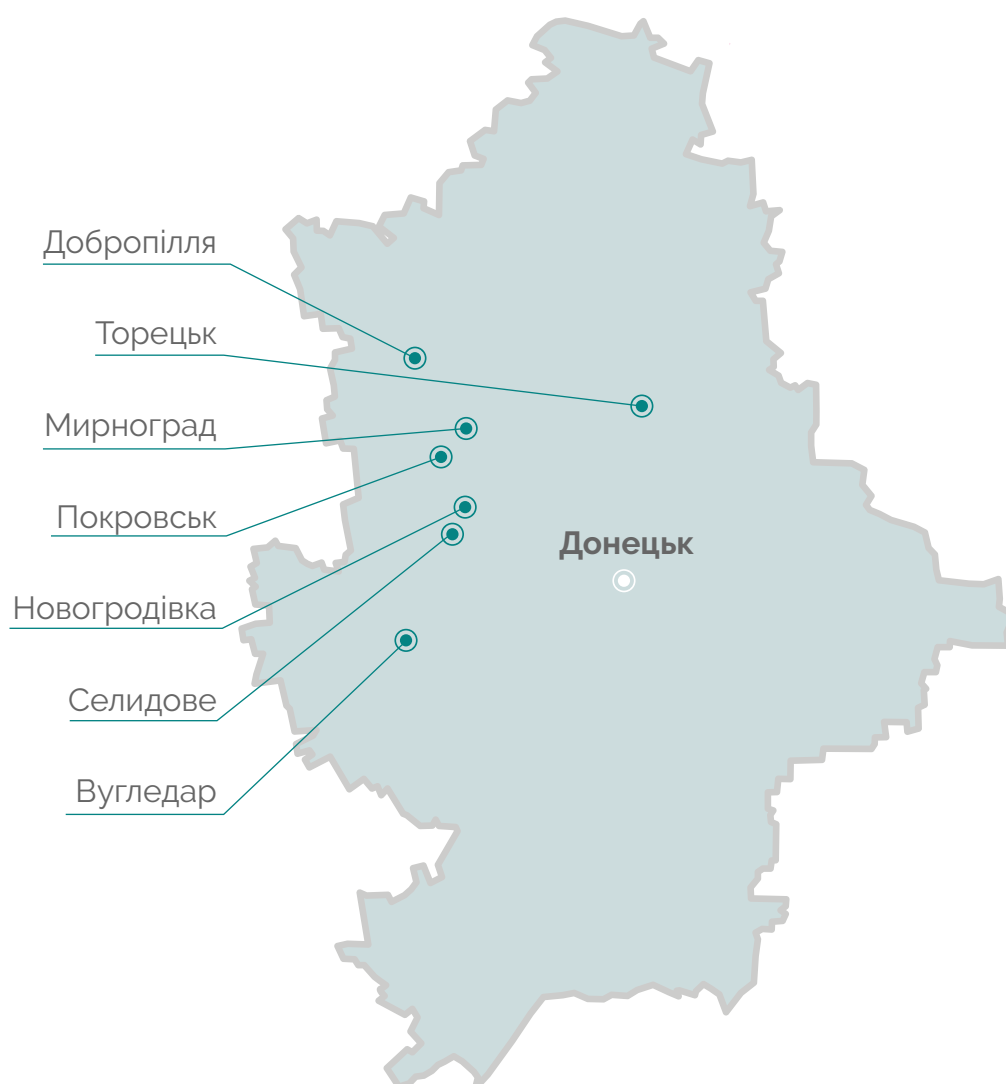 Добропілля
Торецьк
Мирноград
Покровськ
Донецьк
Новогродівка
Селидове
Вугледар